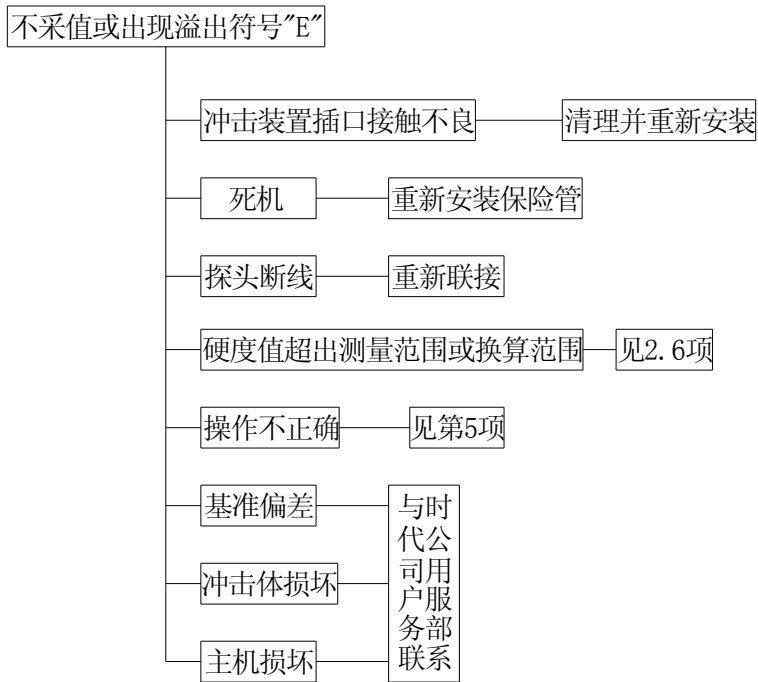 不采值或出现溢出符号"E"
冲击装置插口接触不良
清理并重新安装
死机
重新安装保险管
探头断线
重新联接
硬度值超出测量范围或换算范围
见2.6项
操作不正确
见第5项
基准偏差
冲击体损坏
主机损坏
与时
代公
司用
户服
务部
联系